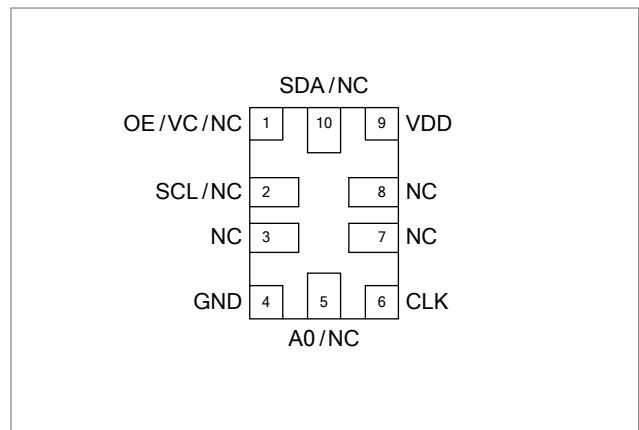 SDA/NC
OE/VC/NC 1 10 9 VDD
SCL/NC 2 8 NC
NC 3 7 NC
GND 4 5 6 CLK
A0/NC